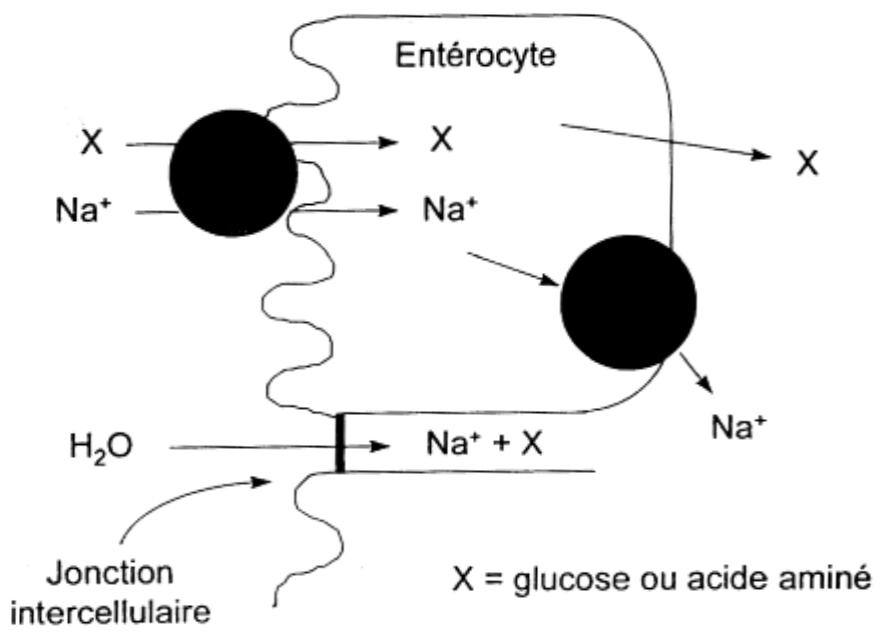 Entérocyte
X
X
X
Na⁺
Na⁺
Na⁺
H₂O
Na⁺ + X
Jonction
intercellulaire
X = glucose ou acide aminé